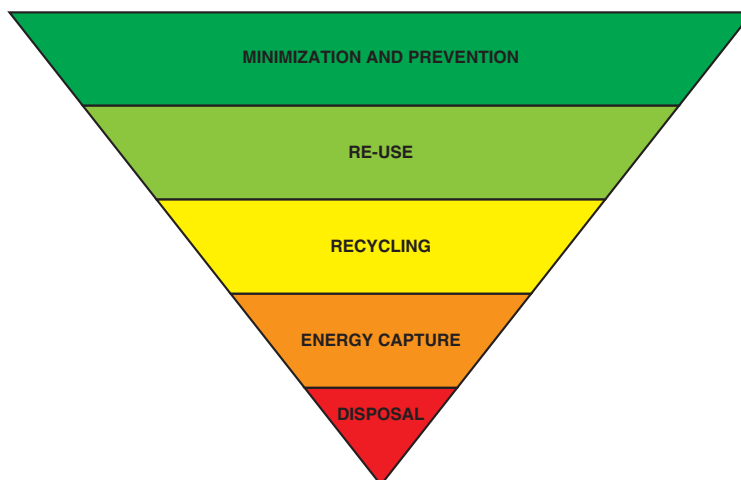 MINIMIZATION AND PREVENTION
RE-USE
RECYCLING
ENERGY CAPTURE
DISPOSAL